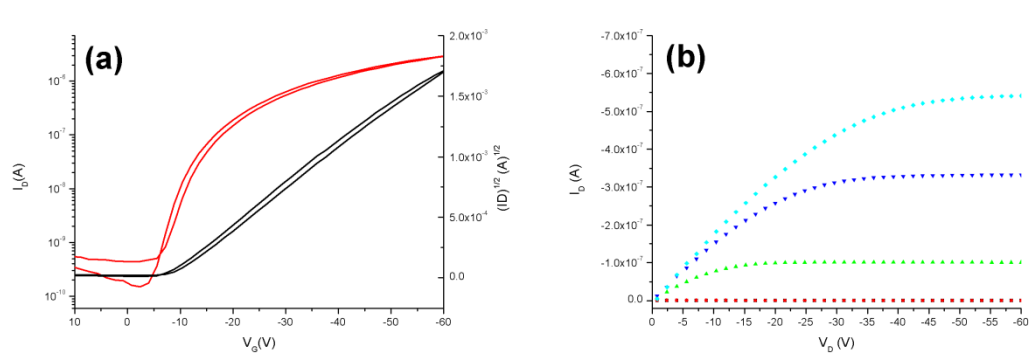 (a)
I_D(A)
10^-6
10^-7
10^-8
10^-9
10^-10
2.0x10^-3
1.5x10^-3
1.0x10^-3
5.0x10^-4
0.0
(ID)^1/2 (A)^1/2
10 0 -10 -20 -30 -40 -50 -60
V_G(V)
(b)
I_D (A)
-7.0x10^-7
-6.0x10^-7
-5.0x10^-7
-4.0x10^-7
-3.0x10^-7
-2.0x10^-7
-1.0x10^-7
0.0
0 -5 -10 -15 -20 -25 -30 -35 -40 -45 -50 -55 -60
V_D (V)